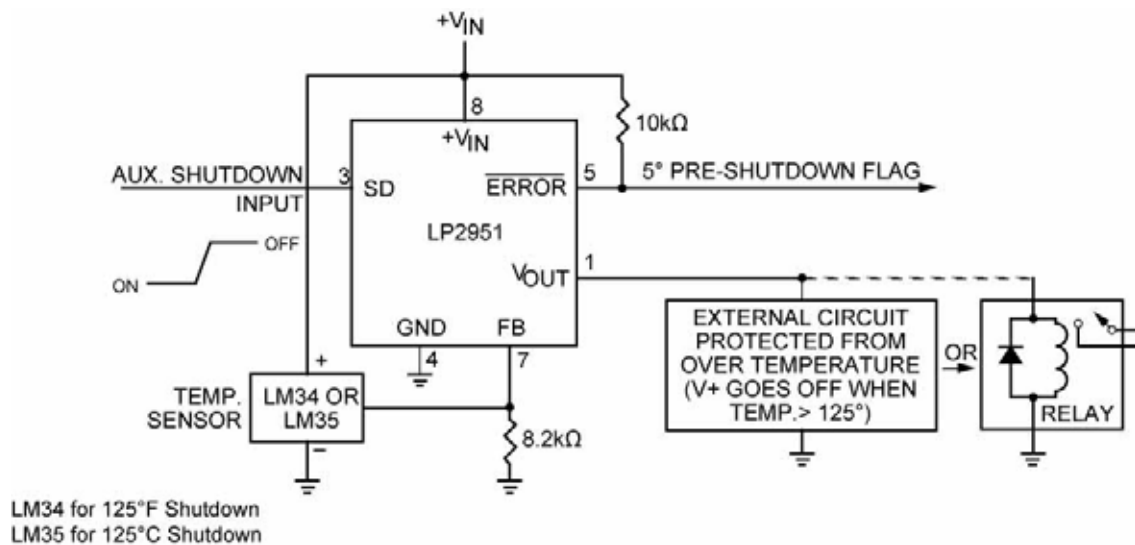 +VIN
8
+VIN
10kΩ
AUX. SHUTDOWN
INPUT
3
SD
ERROR
5
5° PRE-SHUTDOWN FLAG
LP2951
OFF
ON
VOUT
1
GND
FB
4
7
EXTERNAL CIRCUIT
PROTECTED FROM
OVER TEMPERATURE
(V+ GOES OFF WHEN
TEMP.> 125°)
OR
RELAY
+
TEMP.
SENSOR
LM34 OR
LM35
–
8.2kΩ
LM34 for 125°F Shutdown
LM35 for 125°C Shutdown